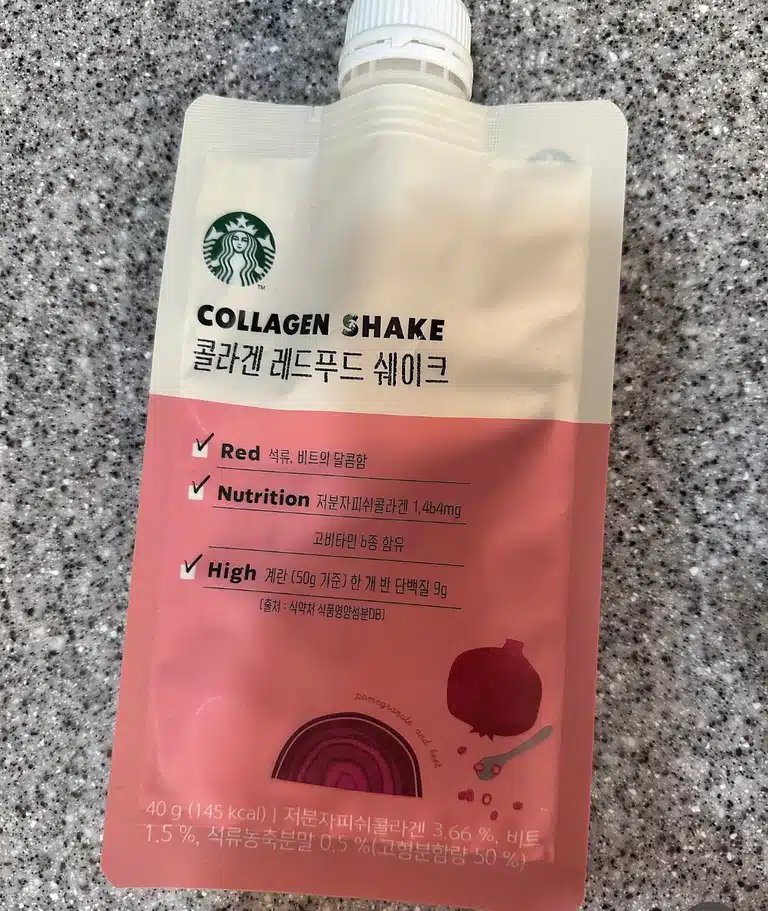 TM
COLLAGEN SHAKE
콜라겐 레드푸드 쉐이크
Red 석류, 비트의 달콤함
Nutrition 저분자피쉬콜라겐 1,464mg
고비타민 6종 함유
High 계란 (50g 기준) 한 개 반 단백질 9g
(출처 : 식약처 식품영양성분DB)
pomegranate and beet
40 g (145 kcal) | 저분자피쉬콜라겐 3.66 %, 비트
1.5 %, 석류농축분말 0.5 %(고형분함량 50 %)